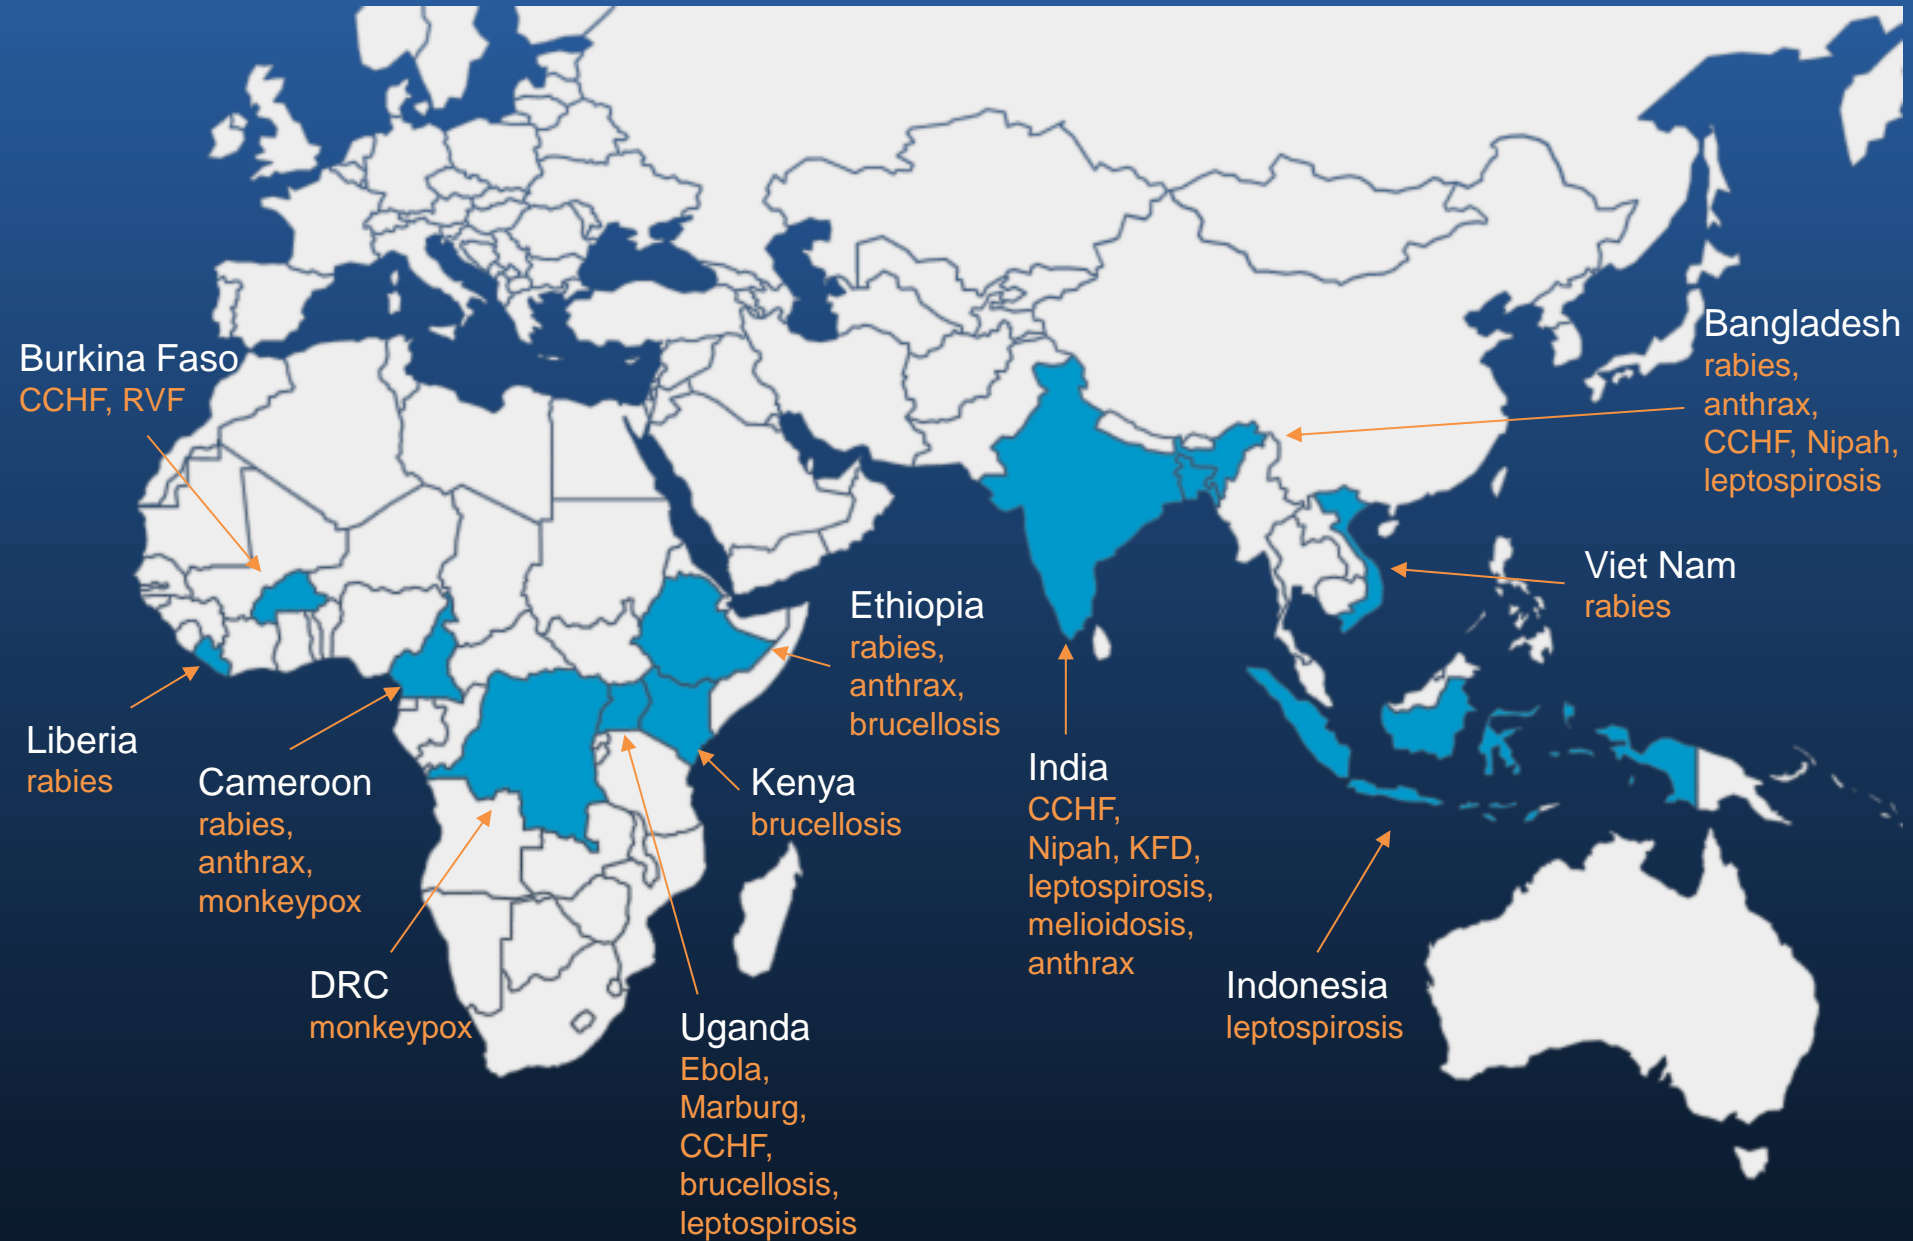 Burkina Faso
CCHF, RVF
Liberia
rabies
Cameroon
rabies,
anthrax,
monkeypox
DRC
monkeypox
Uganda
Ebola,
Marburg,
CCHF,
brucellosis,
leptospirosis
Ethiopia
rabies,
anthrax,
brucellosis
Kenya
brucellosis
India
CCHF,
Nipah, KFD,
leptospirosis,
melioidosis,
anthrax
Indonesia
leptospirosis
Viet Nam
rabies
Bangladesh
rabies,
anthrax,
CCHF, Nipah,
leptospirosis